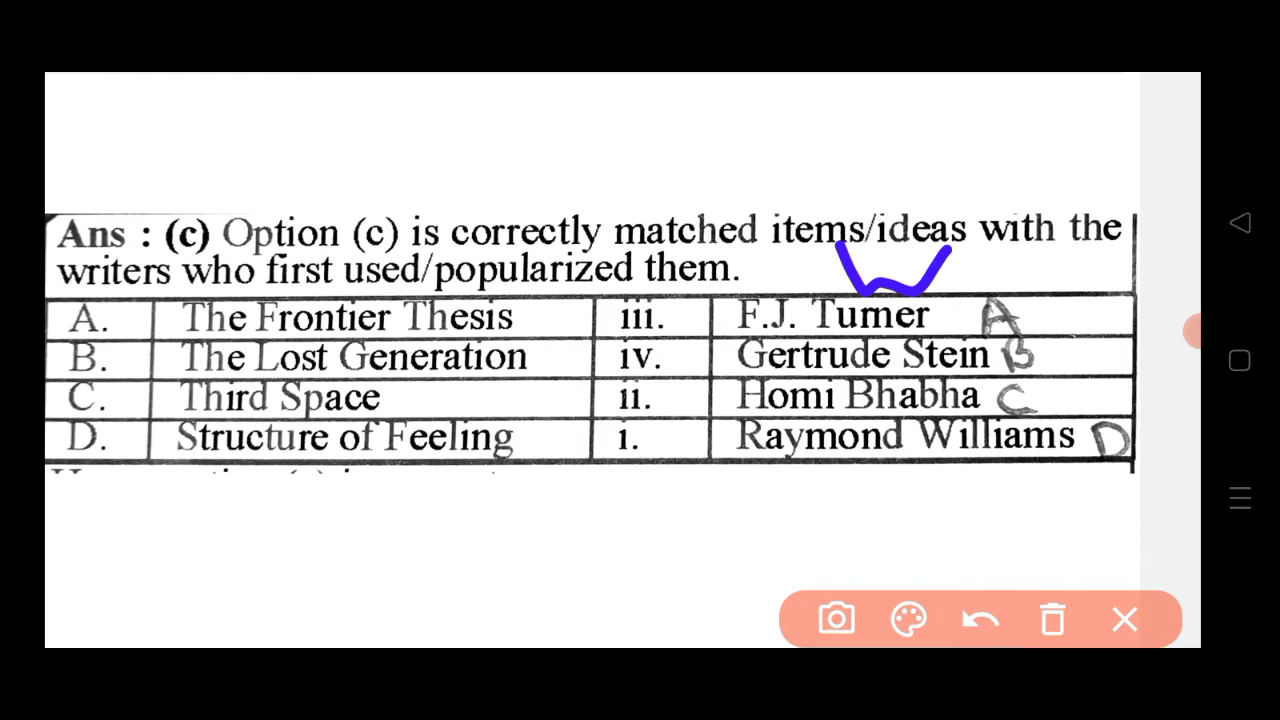 Ans : (c) Option (c) is correctly matched items/ideas with the
writers who first used/popularized them.
A. The Frontier Thesis iii. F.J. Turner A
B. The Lost Generation iv. Gertrude Stein B
C. Third Space ii. Homi Bhabha C
D. Structure of Feeling i. Raymond Williams D